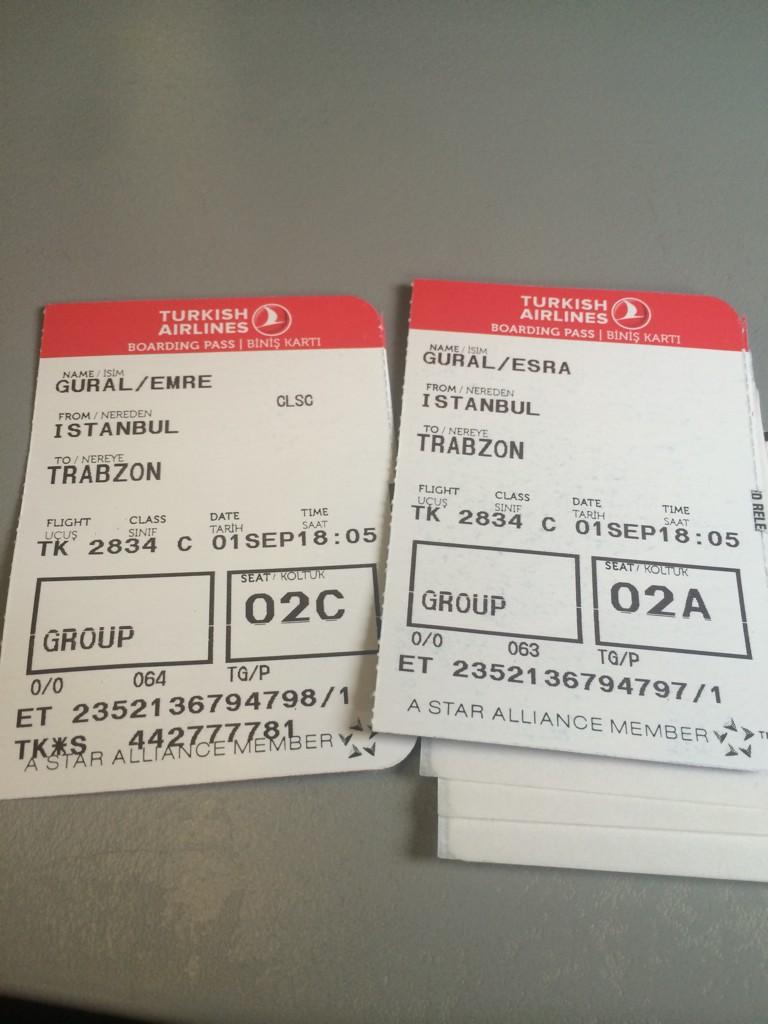 TURKISH
AIRLINES
BOARDING PASS | BİNİŞ KARTI
NAME / İSİM
GURAL/EMRE
CLSC
FROM / NEREDEN
ISTANBUL
TO / NEREYE
TRABZON
FLIGHT CLASS DATE TIME
UÇUŞ SINIF TARİH SAAT
TK 2834 C 01SEP18:05
SEAT / KOLTUK
GROUP 02C
0/0 064 TG/P
ET 2352136794798/1
TK*S 442777781
A STAR ALLIANCE MEMBER
TURKISH
AIRLINES
BOARDING PASS | BİNİŞ KARTI
NAME / İSİM
GURAL/ESRA
FROM / NEREDEN
ISTANBUL
TO / NEREYE
TRABZON
FLIGHT CLASS DATE TIME
UÇUŞ SINIF TARİH SAAT
TK 2834 C 01SEP18:05
SEAT / KOLTUK
GROUP 02A
0/0 063 TG/P
ET 2352136794797/1
A STAR ALLIANCE MEMBER